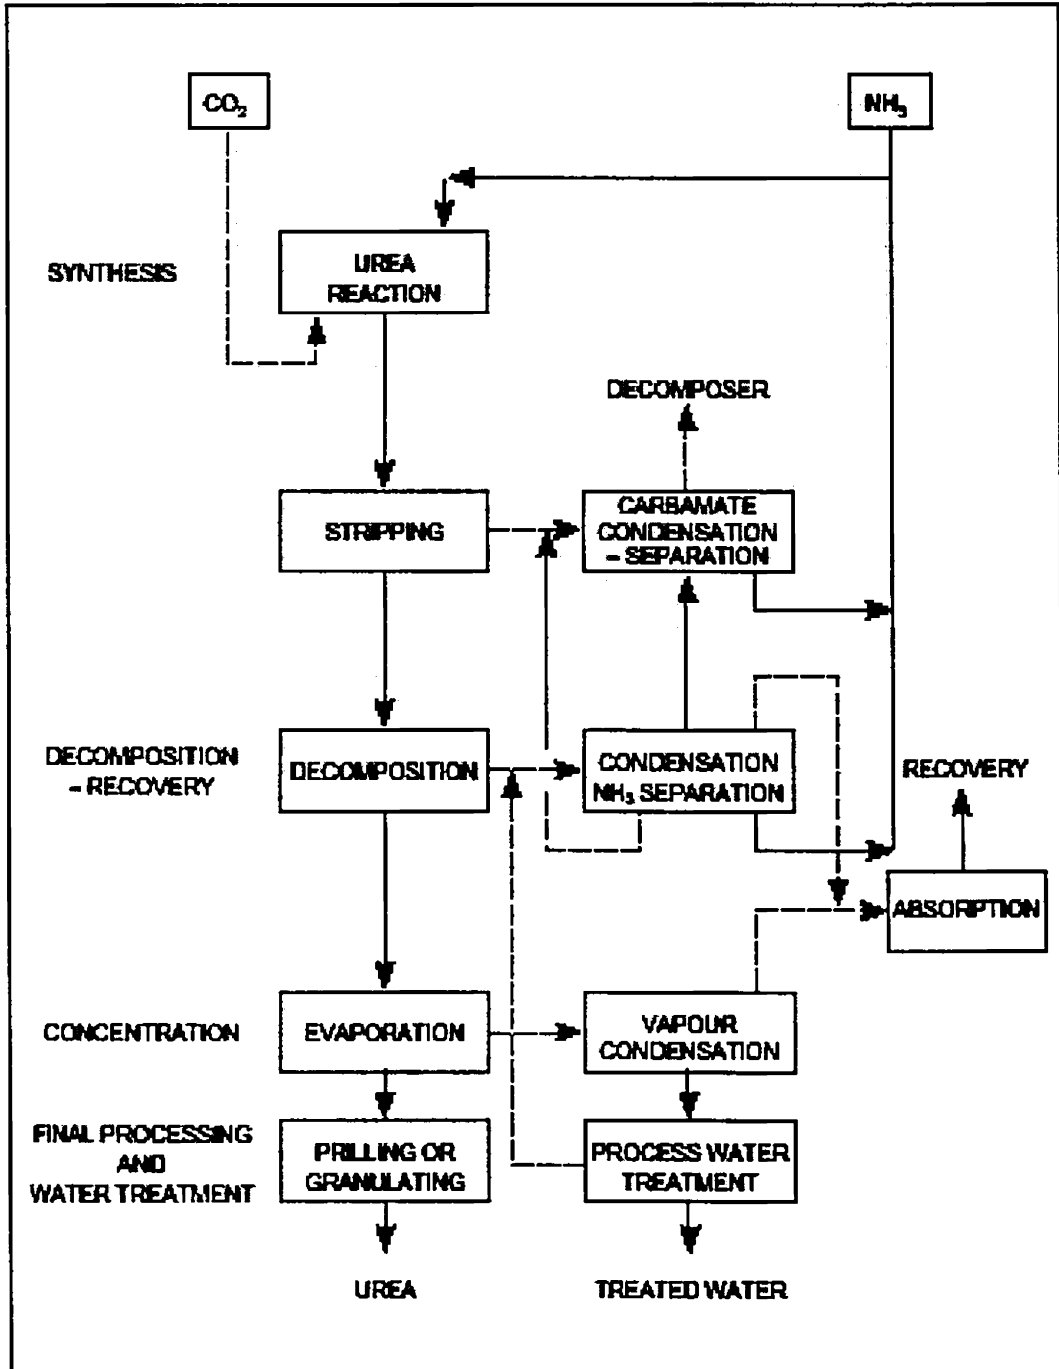 CO₂
NH₃
SYNTHESIS
UREA
REACTION
DECOMPOSER
STRIPPING
CARBAMATE
CONDENSATION
– SEPARATION
DECOMPOSITION
– RECOVERY
DECOMPOSITION
CONDENSATION
NH₃ SEPARATION
RECOVERY
ABSORPTION
CONCENTRATION
EVAPORATION
VAPOUR
CONDENSATION
FINAL PROCESSING
AND
WATER TREATMENT
PRILLING OR
GRANULATING
PROCESS WATER
TREATMENT
UREA
TREATED WATER